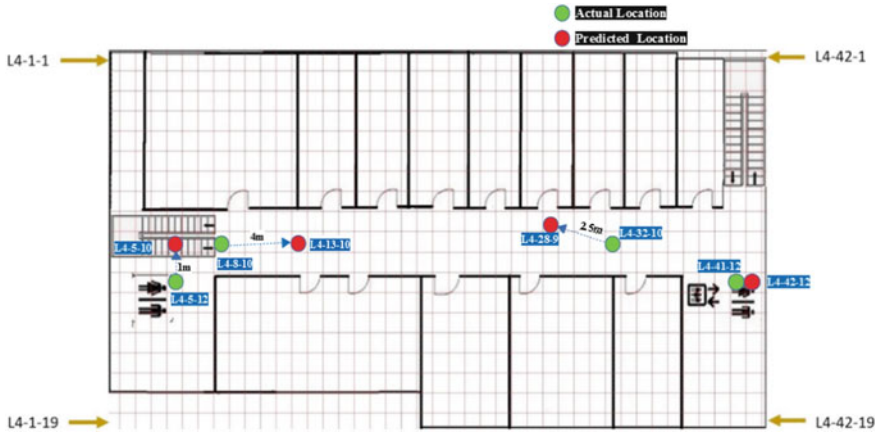 Actual Location
Predicted Location
L4-1-1
L4-42-1
L4-5-10
4m
L4-13-10
L4-8-10
L4-28-9
2.5m
L4-32-10
1m
L4-5-12
L4-41-12
L4-42-12
L4-1-19
L4-42-19